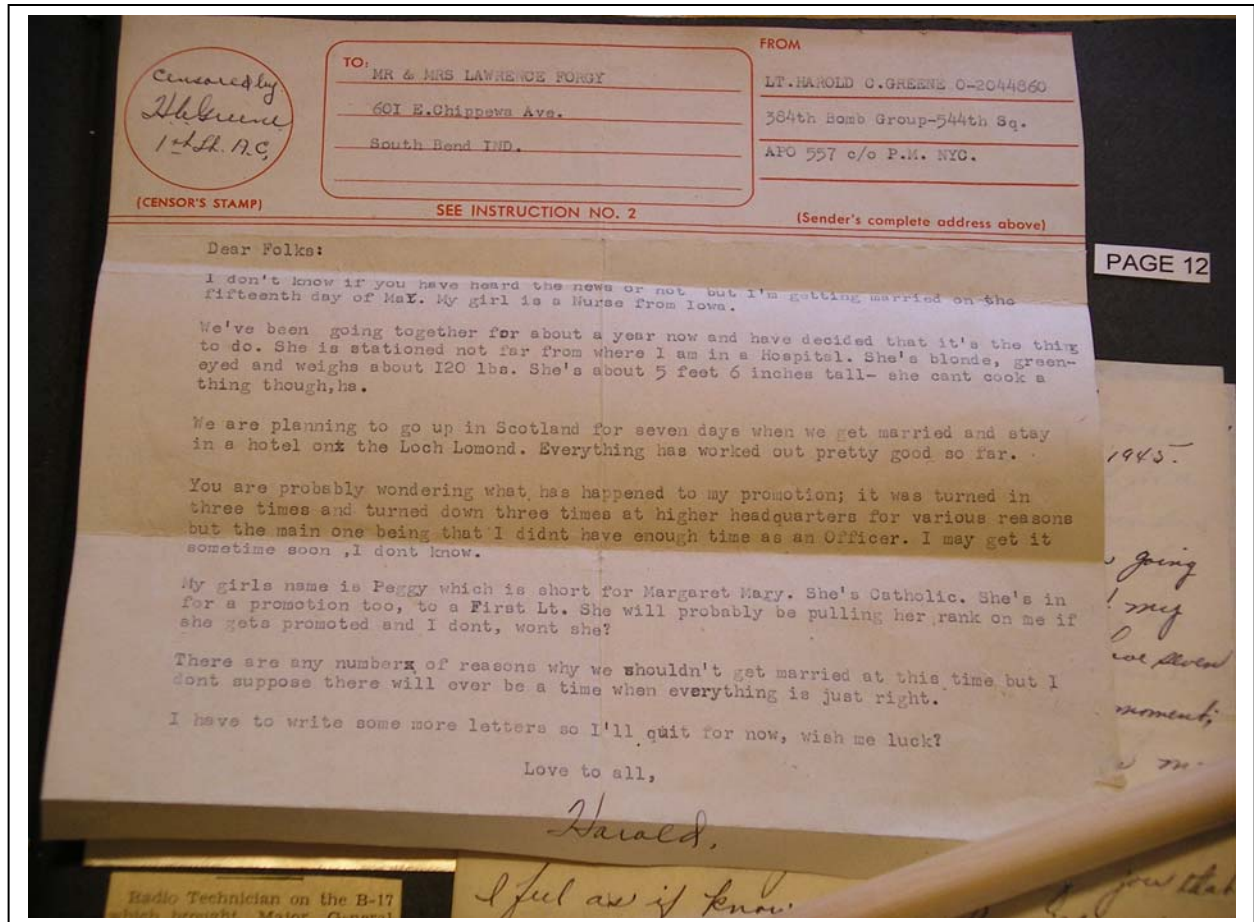 Censored by
H C Greene
1st Lt. A.C.
(CENSOR'S STAMP)
TO:
MR & MRS LAWRENCE FORGY
601 E.Chippewa Ave.
South Bend IND.
SEE INSTRUCTION NO. 2
FROM
LT.HAROLD C.GREENE O-2044860
384th Bomb Group-544th Sq.
APO 557 c/o P.M. NYC.
(Sender's complete address above)
PAGE 12
Dear Folks:
I don't know if you have heard the news or not but I'm getting married on the
fifteenth day of MaY. My girl is a Nurse from Iowa.
We've been going together for about a year now and have decided that it's the thing
to do. She is stationed not far from where I am in a Hospital. She's blonde, green-
eyed and weighs about I20 lbs. She's about 5 feet 6 inches tall- she cant cook a
thing though,ha.
We are planning to go up in Scotland for seven days when we get married and stay
in a hotel onx the Loch Lomond. Everything has worked out pretty good so far.
You are probably wondering what has happened to my promotion; it was turned in
three times and turned down three times at higher headquarters for various reasons
but the main one being that I didnt have enough time as an Officer. I may get it
sometime soon ,I dont know.
My girls name is Peggy which is short for Margaret Mary. She's Catholic. She's in
for a promotion too, to a First Lt. She will probably be pulling her rank on me if
she gets promoted and I dont, wont she?
There are any numberx of reasons why we shouldn't get married at this time but I
dont suppose there will ever be a time when everything is just right.
I have to write some more letters so I'll quit for now, wish me luck?
Love to all,
Harold.
1945.
going
my
seven
moment;
Radio Technician on the B-17
which brought Major General
I feel as if I know
you that